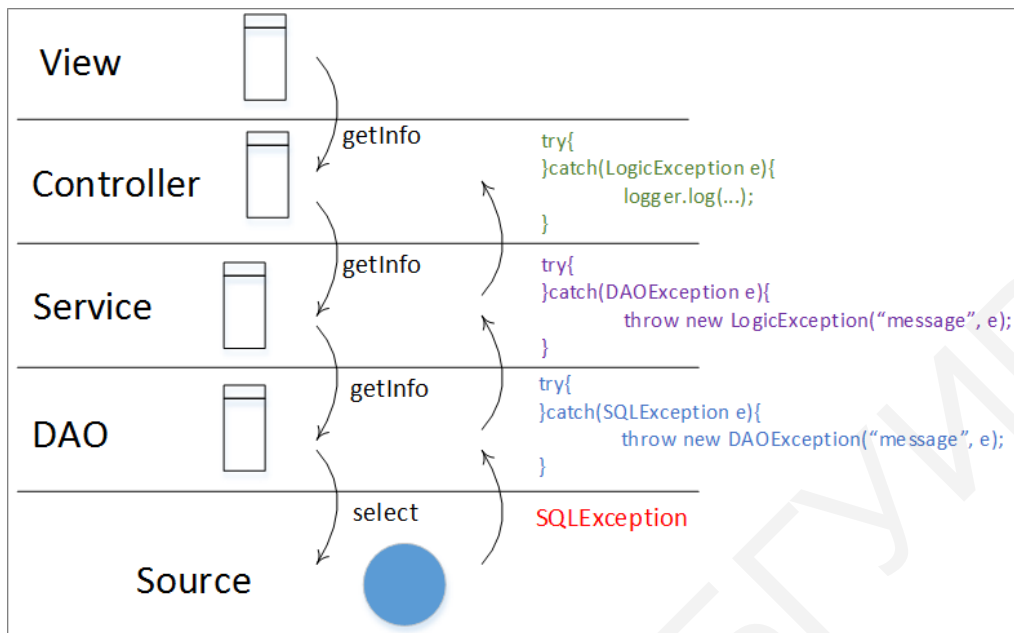 View
getInfo
Controller
try{
}catch(LogicException e){
logger.log(...);
}
getInfo
Service
try{
}catch(DAOException e){
throw new LogicException(“message”, e);
}
getInfo
DAO
try{
}catch(SQLException e){
throw new DAOException(“message”, e);
}
select
SQLException
Source
БГУИР